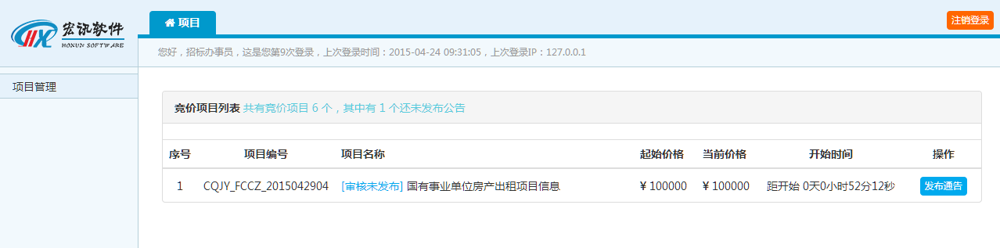 宏讯软件
HOXUN SOFTWARE
项目
注销登录
您好，招标办事员，这是您第9次登录，上次登录时间：2015-04-24 09:31:05，上次登录IP：127.0.0.1
项目管理
竞价项目列表 共有竞价项目 6 个，其中有 1 个还未发布公告
序号 项目编号 项目名称 起始价格 当前价格 开始时间 操作
1 CQJY_FCCZ_2015042904 [审核未发布] 国有事业单位房产出租项目信息 ¥ 100000 ¥ 100000 距开始 0天0小时52分12秒 发布通告